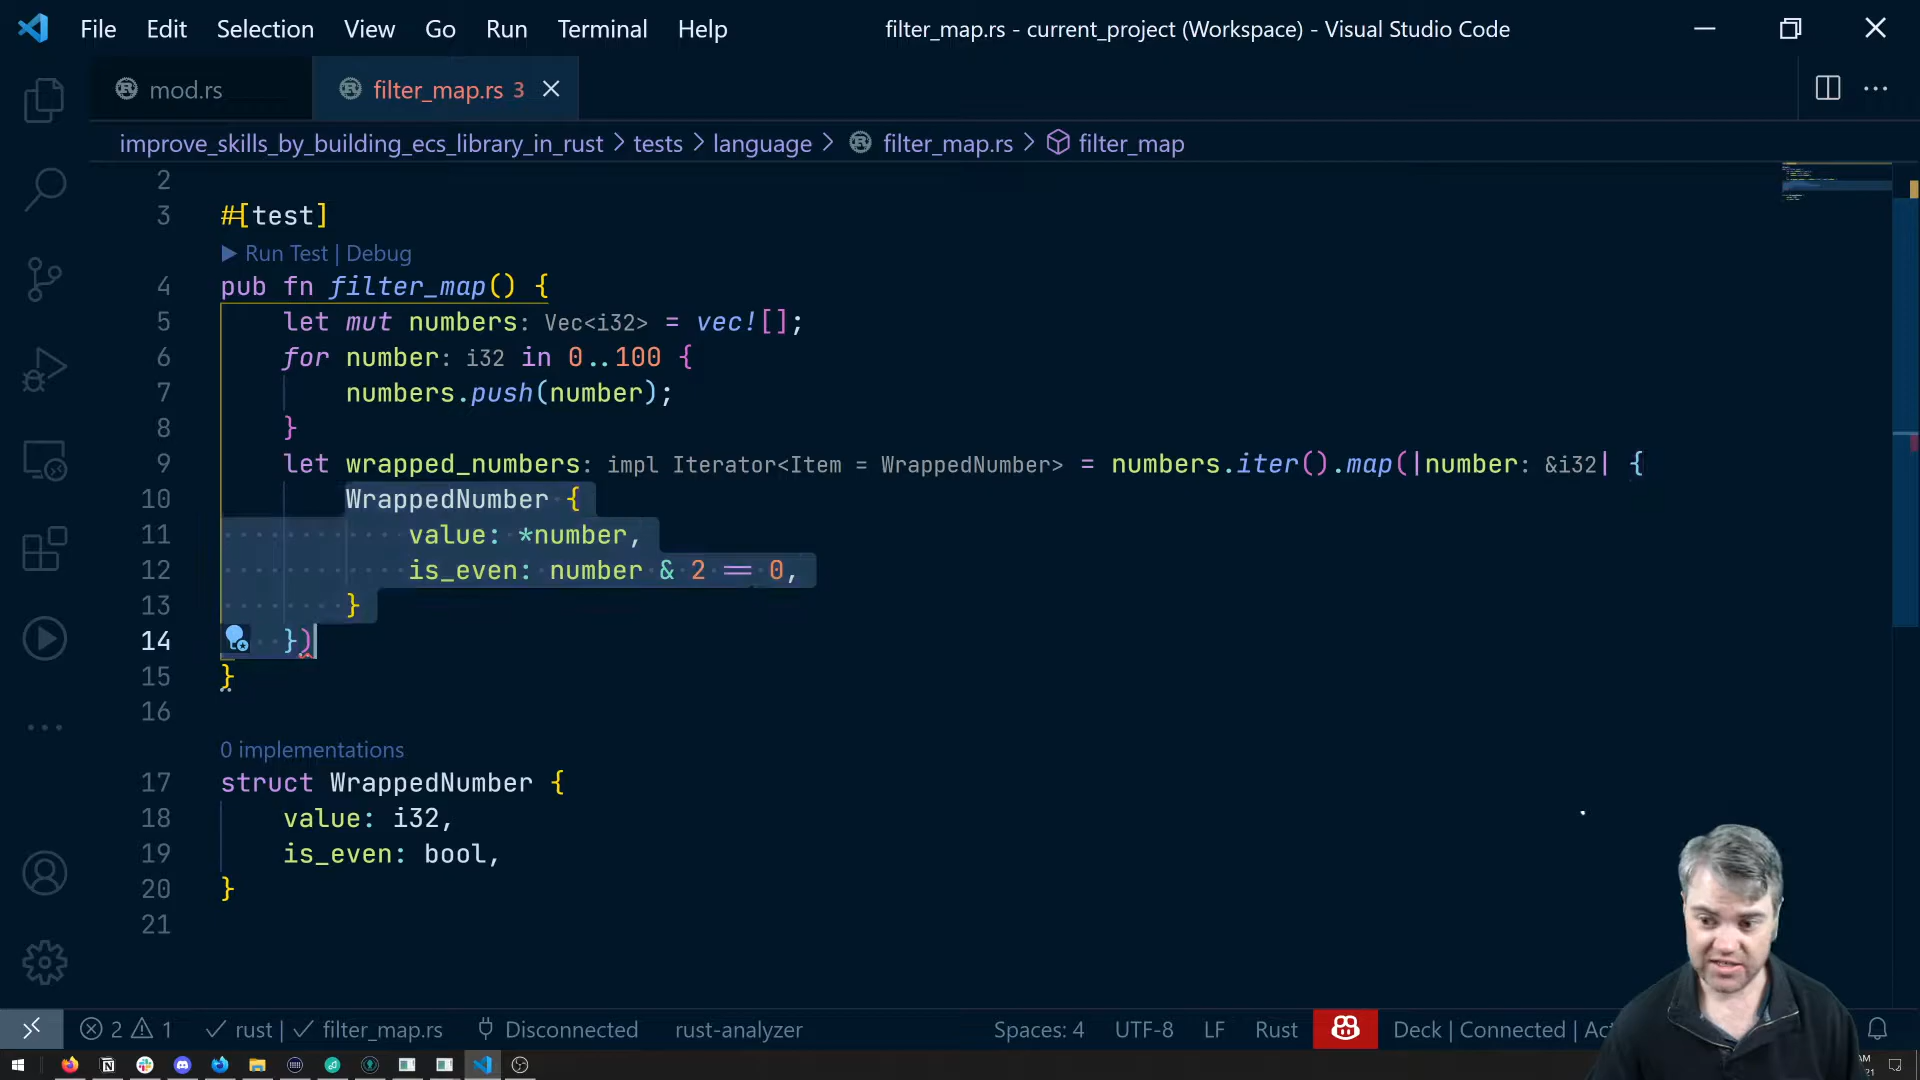 File Edit Selection View Go Run Terminal Help filter_map.rs - current_project (Workspace) - Visual Studio Code
mod.rs filter_map.rs 3
improve_skills_by_building_ecs_library_in_rust > tests > language > filter_map.rs > filter_map
2
3 #[test]
Run Test | Debug
4 pub fn filter_map() {
5 let mut numbers: Vec<i32> = vec![];
6 for number: i32 in 0..100 {
7 numbers.push(number);
8 }
9 let wrapped_numbers: impl Iterator<Item = WrappedNumber> = numbers.iter().map(|number: &i32| {
10 WrappedNumber {
11 value: *number,
12 is_even: number & 2 == 0,
13 }
14 })
15 }
16
0 implementations
17 struct WrappedNumber {
18 value: i32,
19 is_even: bool,
20 }
21
2 1 rust | filter_map.rs Disconnected rust-analyzer Spaces: 4 UTF-8 LF Rust Deck | Connected | Act